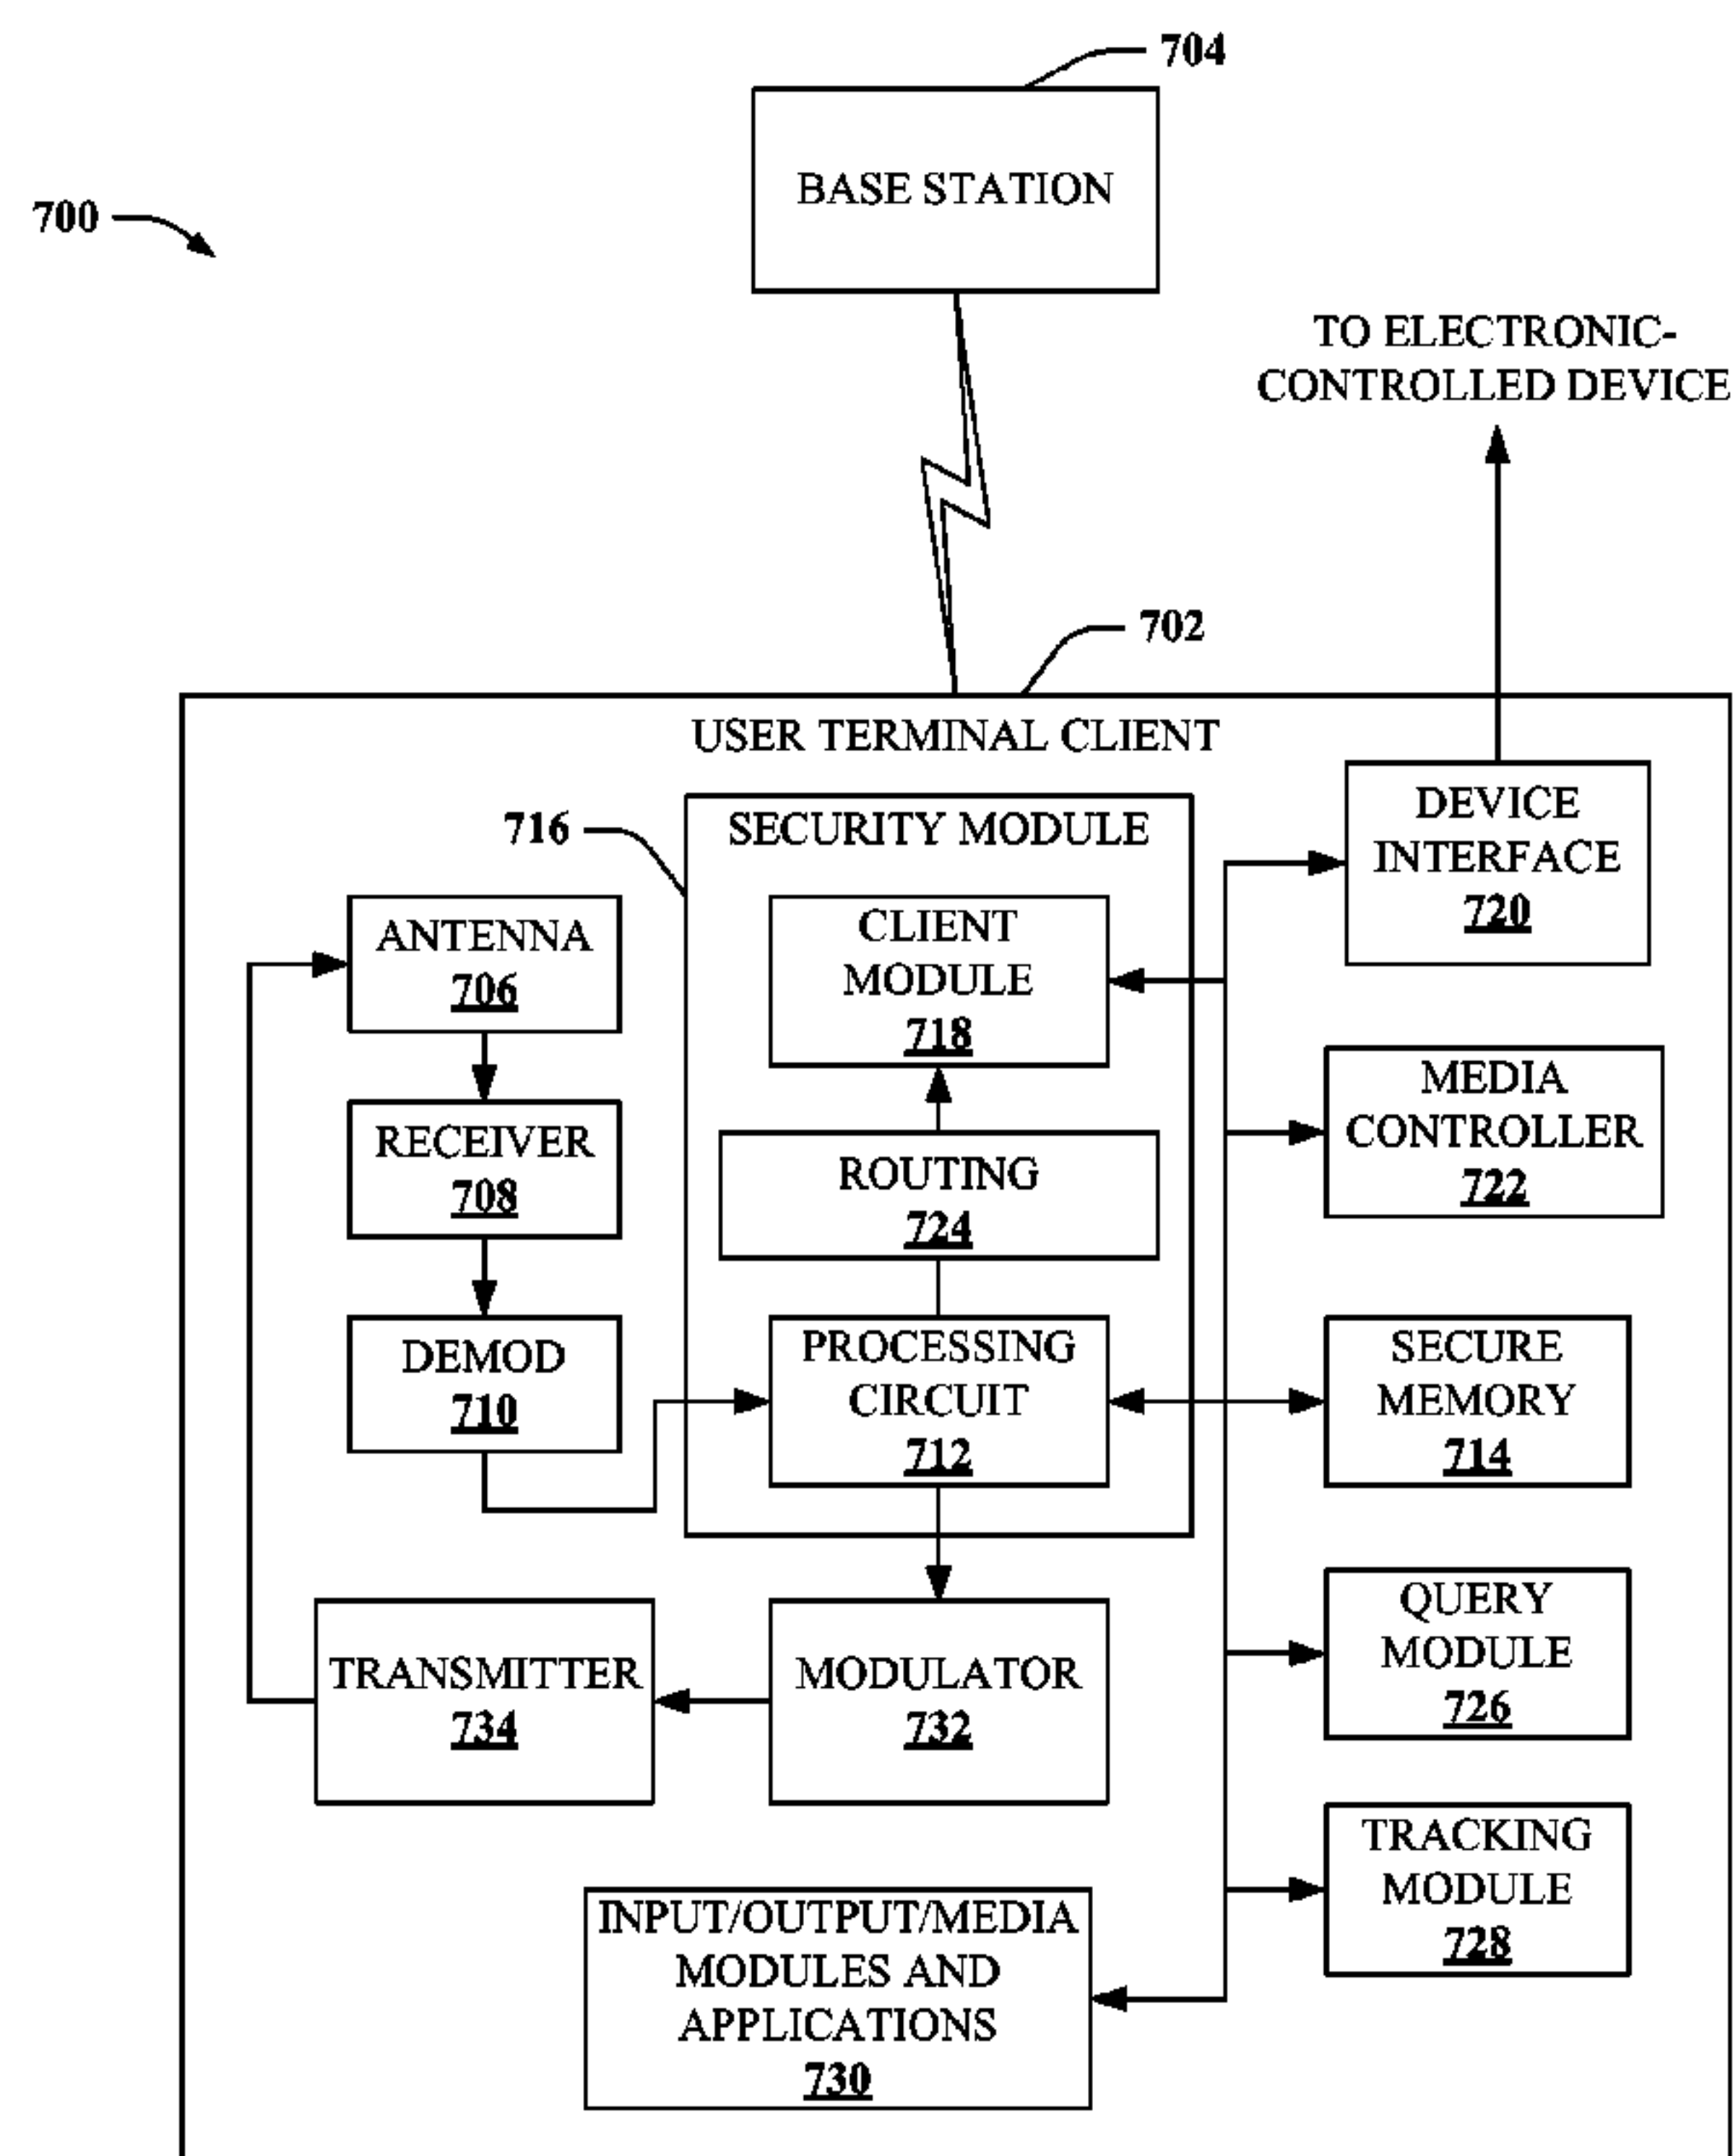 704
BASE STATION
700
TO ELECTRONIC-
CONTROLLED DEVICE
702
USER TERMINAL CLIENT
716
SECURITY MODULE
DEVICE
INTERFACE
720
ANTENNA
706
CLIENT
MODULE
718
MEDIA
CONTROLLER
722
RECEIVER
708
ROUTING
724
DEMOD
710
PROCESSING
CIRCUIT
712
SECURE
MEMORY
714
TRANSMITTER
734
MODULATOR
732
QUERY
MODULE
726
TRACKING
MODULE
728
INPUT/OUTPUT/MEDIA
MODULES AND
APPLICATIONS
730